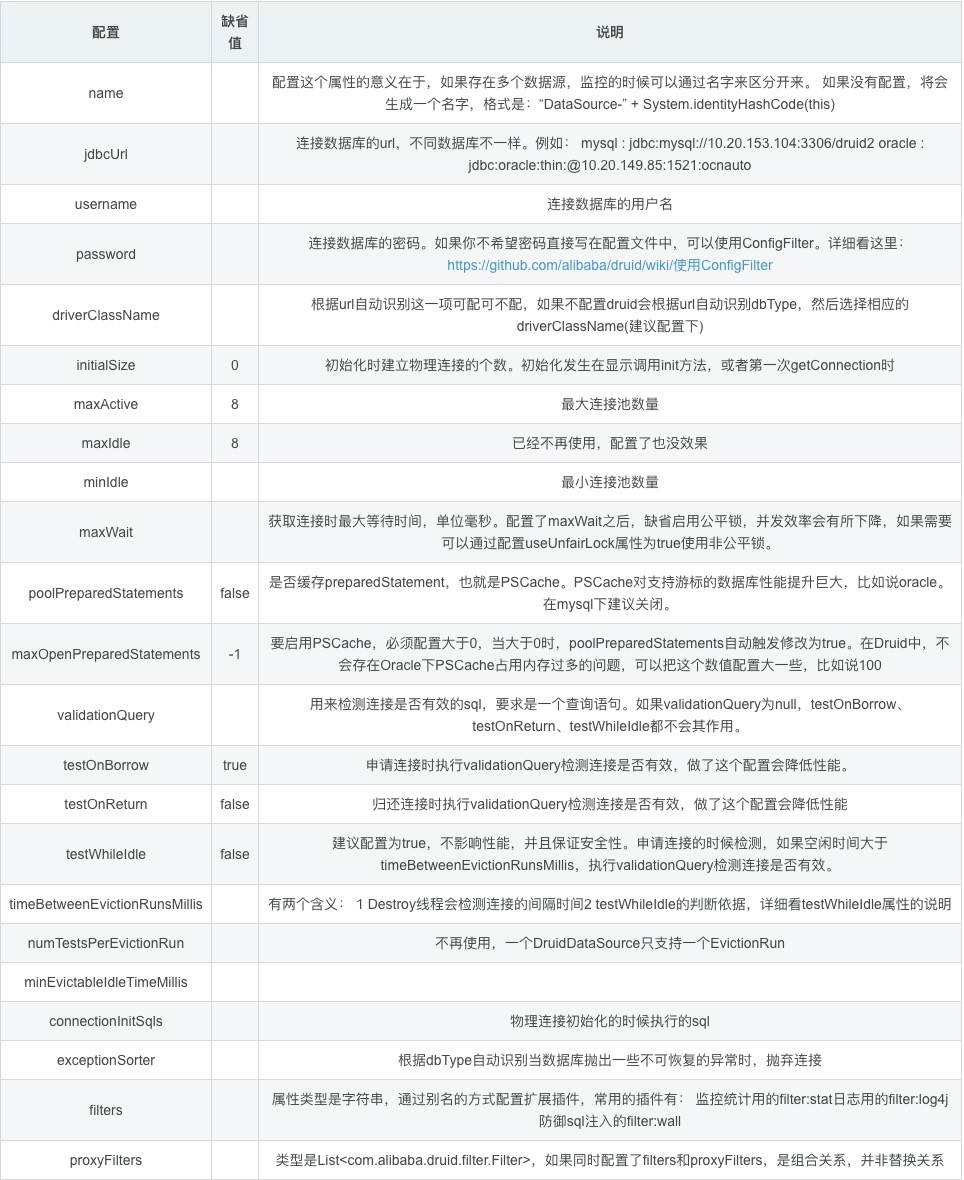 配置
缺省
值
说明
name
配置这个属性的意义在于，如果存在多个数据源，监控的时候可以通过名字来区分开来。 如果没有配置，将会
生成一个名字，格式是：“DataSource-” + System.identityHashCode(this)
jdbcUrl
连接数据库的url，不同数据库不一样。例如： mysql : jdbc:mysql://10.20.153.104:3306/druid2 oracle :
jdbc:oracle:thin:@10.20.149.85:1521:ocnauto
username
连接数据库的用户名
password
连接数据库的密码。如果你不希望密码直接写在配置文件中，可以使用ConfigFilter。详细看这里：
https://github.com/alibaba/druid/wiki/使用ConfigFilter
driverClassName
根据url自动识别这一项可配可不配，如果不配置druid会根据url自动识别dbType，然后选择相应的
driverClassName(建议配置下)
initialSize
0
初始化时建立物理连接的个数。初始化发生在显示调用init方法，或者第一次getConnection时
maxActive
8
最大连接池数量
maxIdle
8
已经不再使用，配置了也没效果
minIdle
最小连接池数量
maxWait
获取连接时最大等待时间，单位毫秒。配置了maxWait之后，缺省启用公平锁，并发效率会有所下降，如果需要
可以通过配置useUnfairLock属性为true使用非公平锁。
poolPreparedStatements
false
是否缓存preparedStatement，也就是PSCache。PSCache对支持游标的数据库性能提升巨大，比如说oracle。
在mysql下建议关闭。
maxOpenPreparedStatements
-1
要启用PSCache，必须配置大于0，当大于0时，poolPreparedStatements自动触发修改为true。在Druid中，不
会存在Oracle下PSCache占用内存过多的问题，可以把这个数值配置大一些，比如说100
validationQuery
用来检测连接是否有效的sql，要求是一个查询语句。如果validationQuery为null，testOnBorrow、
testOnReturn、testWhileIdle都不会其作用。
testOnBorrow
true
申请连接时执行validationQuery检测连接是否有效，做了这个配置会降低性能。
testOnReturn
false
归还连接时执行validationQuery检测连接是否有效，做了这个配置会降低性能
testWhileIdle
false
建议配置为true，不影响性能，并且保证安全性。申请连接的时候检测，如果空闲时间大于
timeBetweenEvictionRunsMillis，执行validationQuery检测连接是否有效。
timeBetweenEvictionRunsMillis
有两个含义： 1 Destroy线程会检测连接的间隔时间2 testWhileIdle的判断依据，详细看testWhileIdle属性的说明
numTestsPerEvictionRun
不再使用，一个DruidDataSource只支持一个EvictionRun
minEvictableIdleTimeMillis
connectionInitSqls
物理连接初始化的时候执行的sql
exceptionSorter
根据dbType自动识别当数据库抛出一些不可恢复的异常时，抛弃连接
filters
属性类型是字符串，通过别名的方式配置扩展插件，常用的插件有： 监控统计用的filter:stat日志用的filter:log4j
防御sql注入的filter:wall
proxyFilters
类型是List<com.alibaba.druid.filter.Filter>，如果同时配置了filters和proxyFilters，是组合关系，并非替换关系